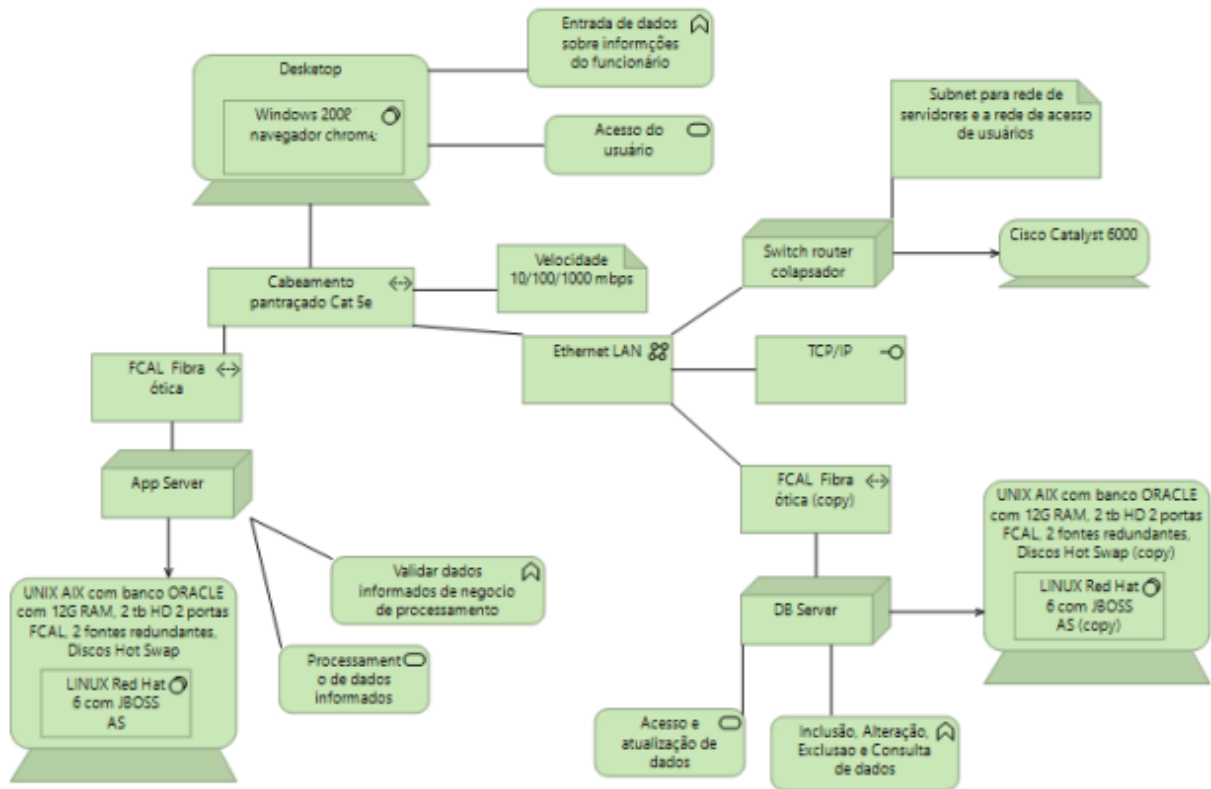 Entrada de dados
sobre informções
do funcionário
Desketop
Windows 200
navegador chrome
Acesso do
usuário
Subnet para rede de
servidores e a rede de acesso
de usuários
Switch router
colapsador
Cisco Catalyst 6000
Cabeamento
pantraçado Cat 5e
Velocidade
10/100/1000 mbps
Ethernet LAN
TCP/IP
FCAL Fibra
ótica
App Server
FCAL Fibra
ótica (copy)
UNIX AIX com banco ORACLE
com 12G RAM, 2 tb HD 2 portas
FCAL, 2 fontes redundantes,
Discos Hot Swap (copy)
LINUX Red Hat
6 com JBOSS
AS (copy)
Validar dados
informados de negocio
de processamento
DB Server
UNIX AIX com banco ORACLE
com 12G RAM, 2 tb HD 2 portas
FCAL, 2 fontes redundantes,
Discos Hot Swap
LINUX Red Hat
6 com JBOSS
AS
Processament
o de dados
informados
Acesso e
atualização de
dados
Inclusão, Alteração,
Exclusao e Consulta
de dados